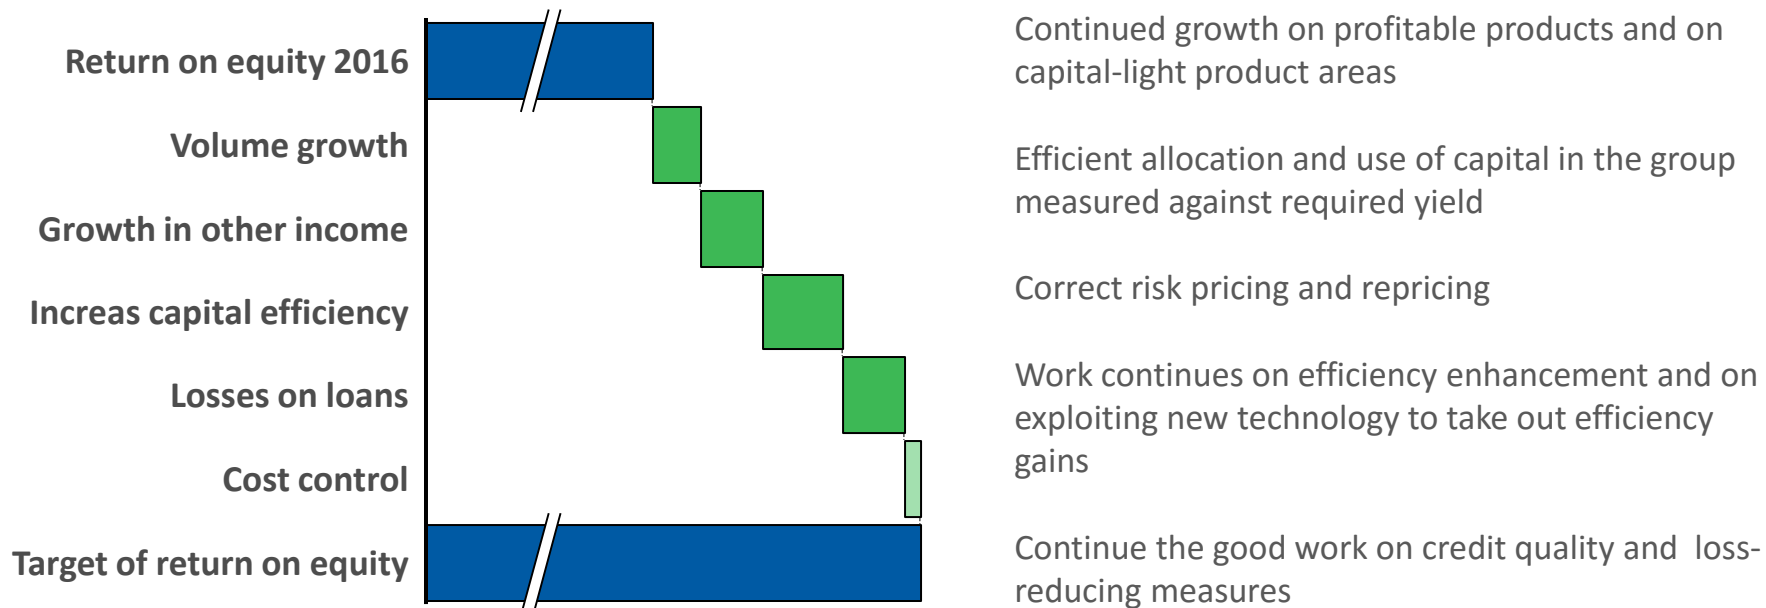 Return on equity 2016
Volume growth
Growth in other income
Increas capital efficiency
Losses on loans
Cost control
Target of return on equity
Continued growth on profitable products and on
capital-light product areas
Efficient allocation and use of capital in the group
measured against required yield
Correct risk pricing and repricing
Work continues on efficiency enhancement and on
exploiting new technology to take out efficiency
gains
Continue the good work on credit quality and  loss-
reducing measures